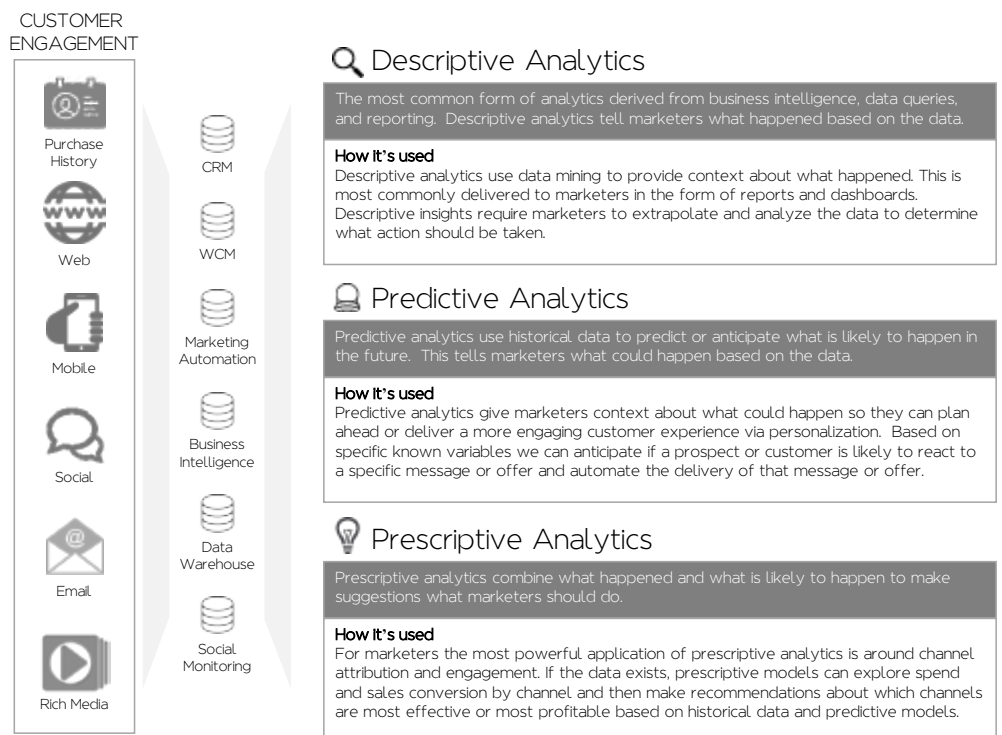 CUSTOMER
ENGAGEMENT
Purchase
History
www
Web
Mobile
Social
@
Email
Rich Media
CRM
WCM
Marketing
Automation
Business
Intelligence
Data
Warehouse
Social
Monitoring
Descriptive Analytics
The most common form of analytics derived from business intelligence, data queries,
and reporting. Descriptive analytics tell marketers what happened based on the data.
How it's used
Descriptive analytics use data mining to provide context about what happened. This is
most commonly delivered to marketers in the form of reports and dashboards.
Descriptive insights require marketers to extrapolate and analyze the data to determine
what action should be taken.
Predictive Analytics
Predictive analytics use historical data to predict or anticipate what is likely to happen in
the future. This tells marketers what could happen based on the data.
How it's used
Predictive analytics give marketers context about what could happen so they can plan
ahead or deliver a more engaging customer experience via personalization. Based on
specific known variables we can anticipate if a prospect or customer is likely to react to
a specific message or offer and automate the delivery of that message or offer.
Prescriptive Analytics
Prescriptive analytics combine what happened and what is likely to happen to make
suggestions what marketers should do.
How it's used
For marketers the most powerful application of prescriptive analytics is around channel
attribution and engagement. If the data exists, prescriptive models can explore spend
and sales conversion by channel and then make recommendations about which channels
are most effective or most profitable based on historical data and predictive models.